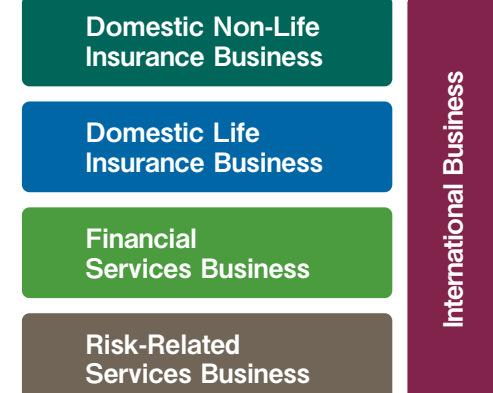 Domestic Non-Life
Insurance Business
Domestic Life
Insurance Business
Financial
Services Business
Risk-Related
Services Business
International Business